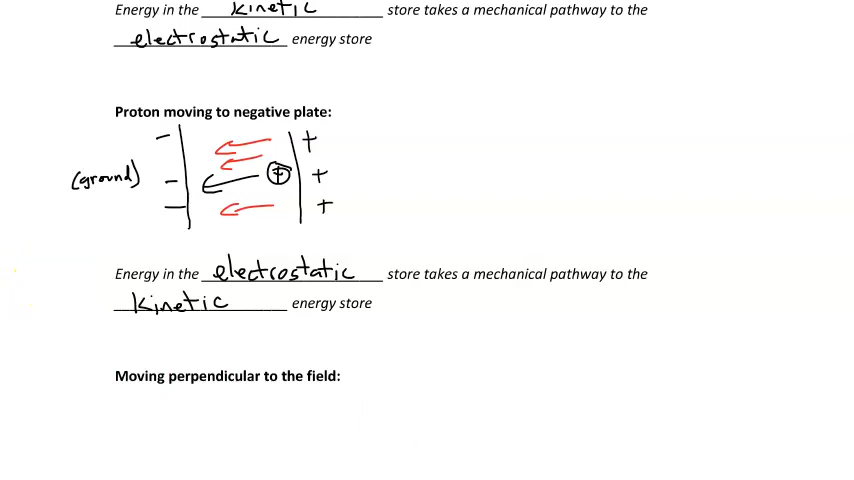 Energy in the kinetic store takes a mechanical pathway to the
electrostatic energy store
Proton moving to negative plate:
- +
(ground) - + +
- +
Energy in the electrostatic store takes a mechanical pathway to the
kinetic energy store
Moving perpendicular to the field: